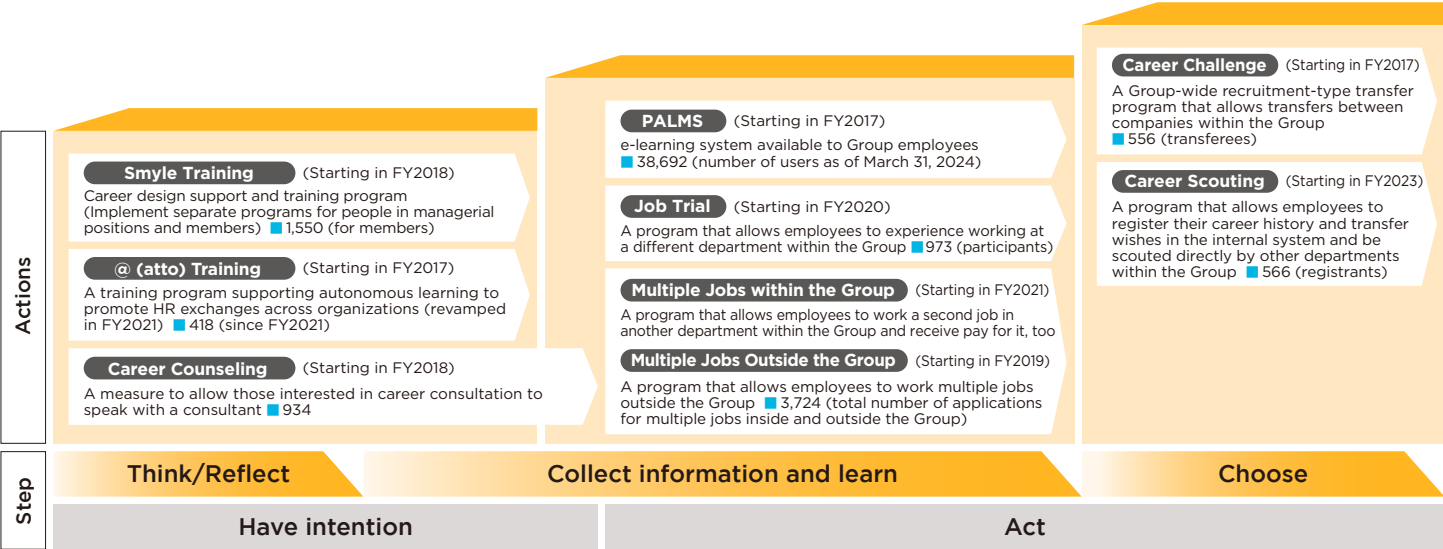 Actions
Smyle Training (Starting in FY2018)
Career design support and training program
(Implement separate programs for people in managerial
positions and members) ■ 1,550 (for members)
@ (atto) Training (Starting in FY2017)
A training program supporting autonomous learning to
promote HR exchanges across organizations (revamped
in FY2021) ■ 418 (since FY2021)
Career Counseling (Starting in FY2018)
A measure to allow those interested in career consultation to
speak with a consultant ■ 934
PALMS (Starting in FY2017)
e-learning system available to Group employees
■ 38,692 (number of users as of March 31, 2024)
Job Trial (Starting in FY2020)
A program that allows employees to experience working at
a different department within the Group ■ 973 (participants)
Multiple Jobs within the Group (Starting in FY2021)
A program that allows employees to work a second job in
another department within the Group and receive pay for it, too
Multiple Jobs Outside the Group (Starting in FY2019)
A program that allows employees to work multiple jobs
outside the Group ■ 3,724 (total number of applications
for multiple jobs inside and outside the Group)
Career Challenge (Starting in FY2017)
A Group-wide recruitment-type transfer
program that allows transfers between
companies within the Group
■ 556 (transferees)
Career Scouting (Starting in FY2023)
A program that allows employees to
register their career history and transfer
wishes in the internal system and be
scouted directly by other departments
within the Group ■ 566 (registrants)
Step
Think/Reflect
Collect information and learn
Choose
Have intention
Act